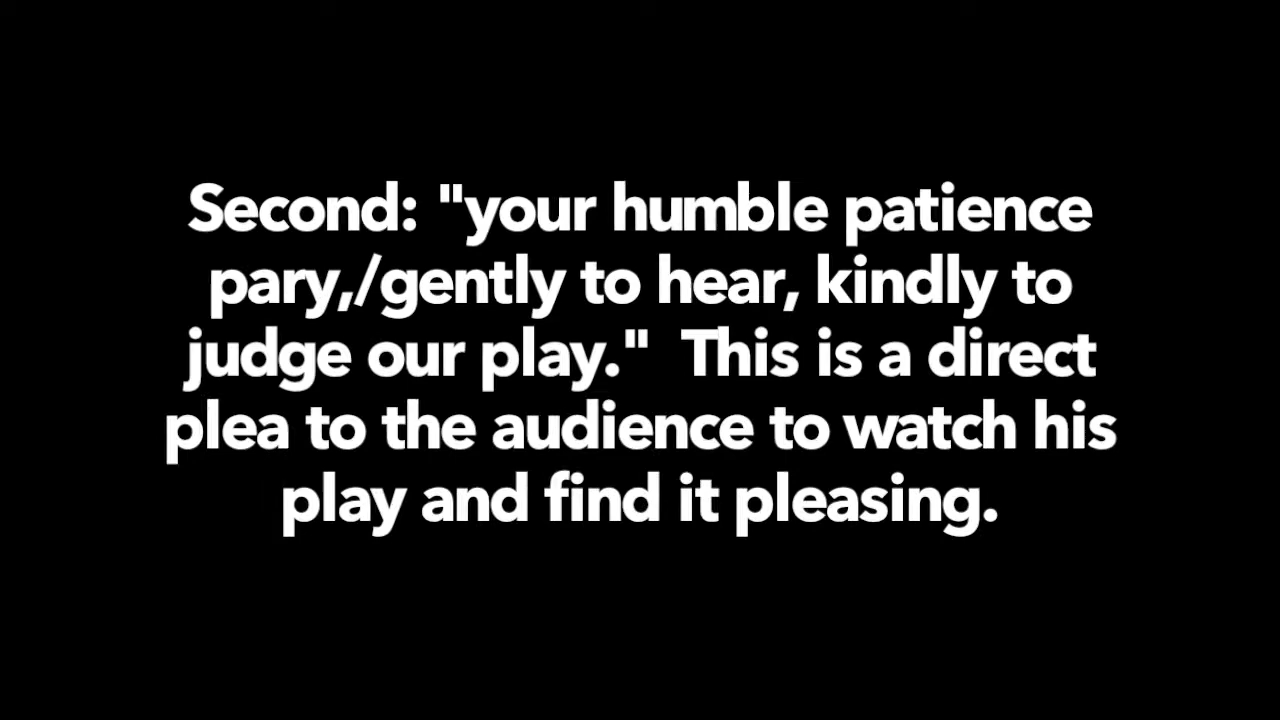 Second: "your humble patience
pary,/gently to hear, kindly to
judge our play."  This is a direct
plea to the audience to watch his
play and find it pleasing.